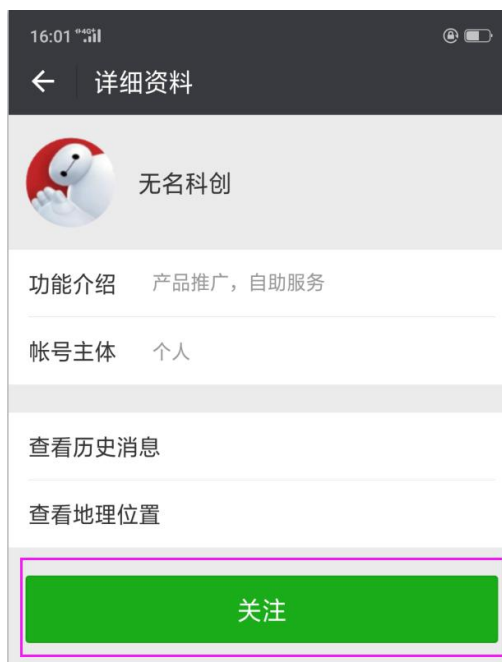 16:01
详细资料
无名科创
功能介绍 产品推广，自助服务
帐号主体 个人
查看历史消息
查看地理位置
关注